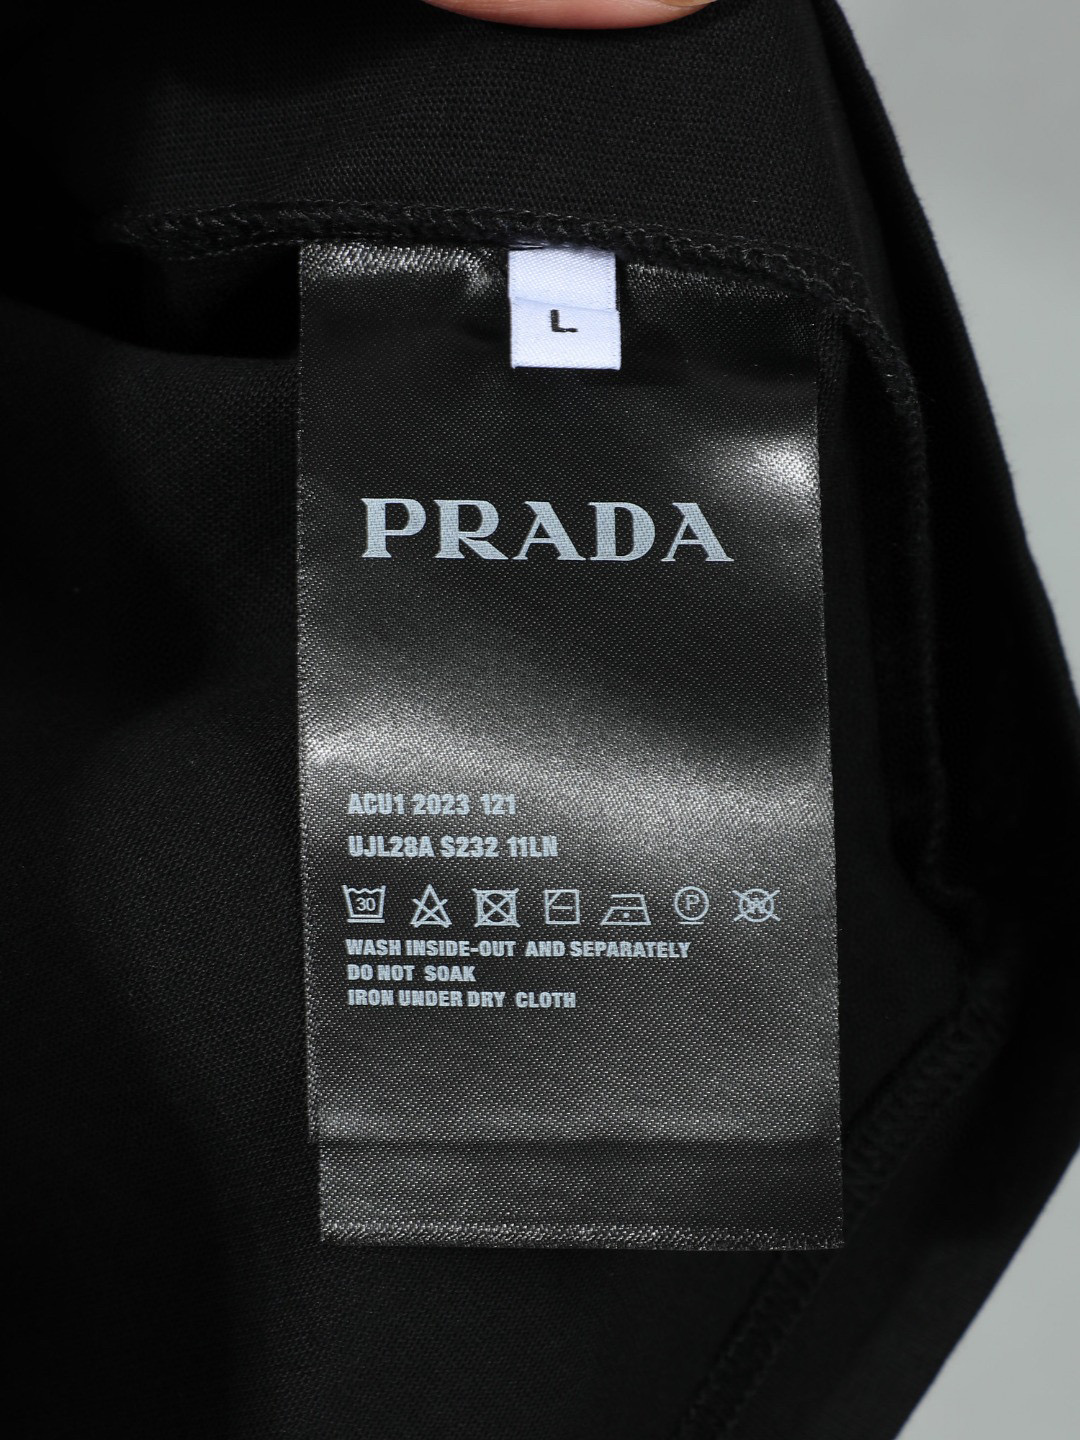 L
PRADA
ACU1 2023 121
UJL28A S232 11LN
30 P W
WASH INSIDE-OUT AND SEPARATELY
DO NOT SOAK
IRON UNDER DRY CLOTH